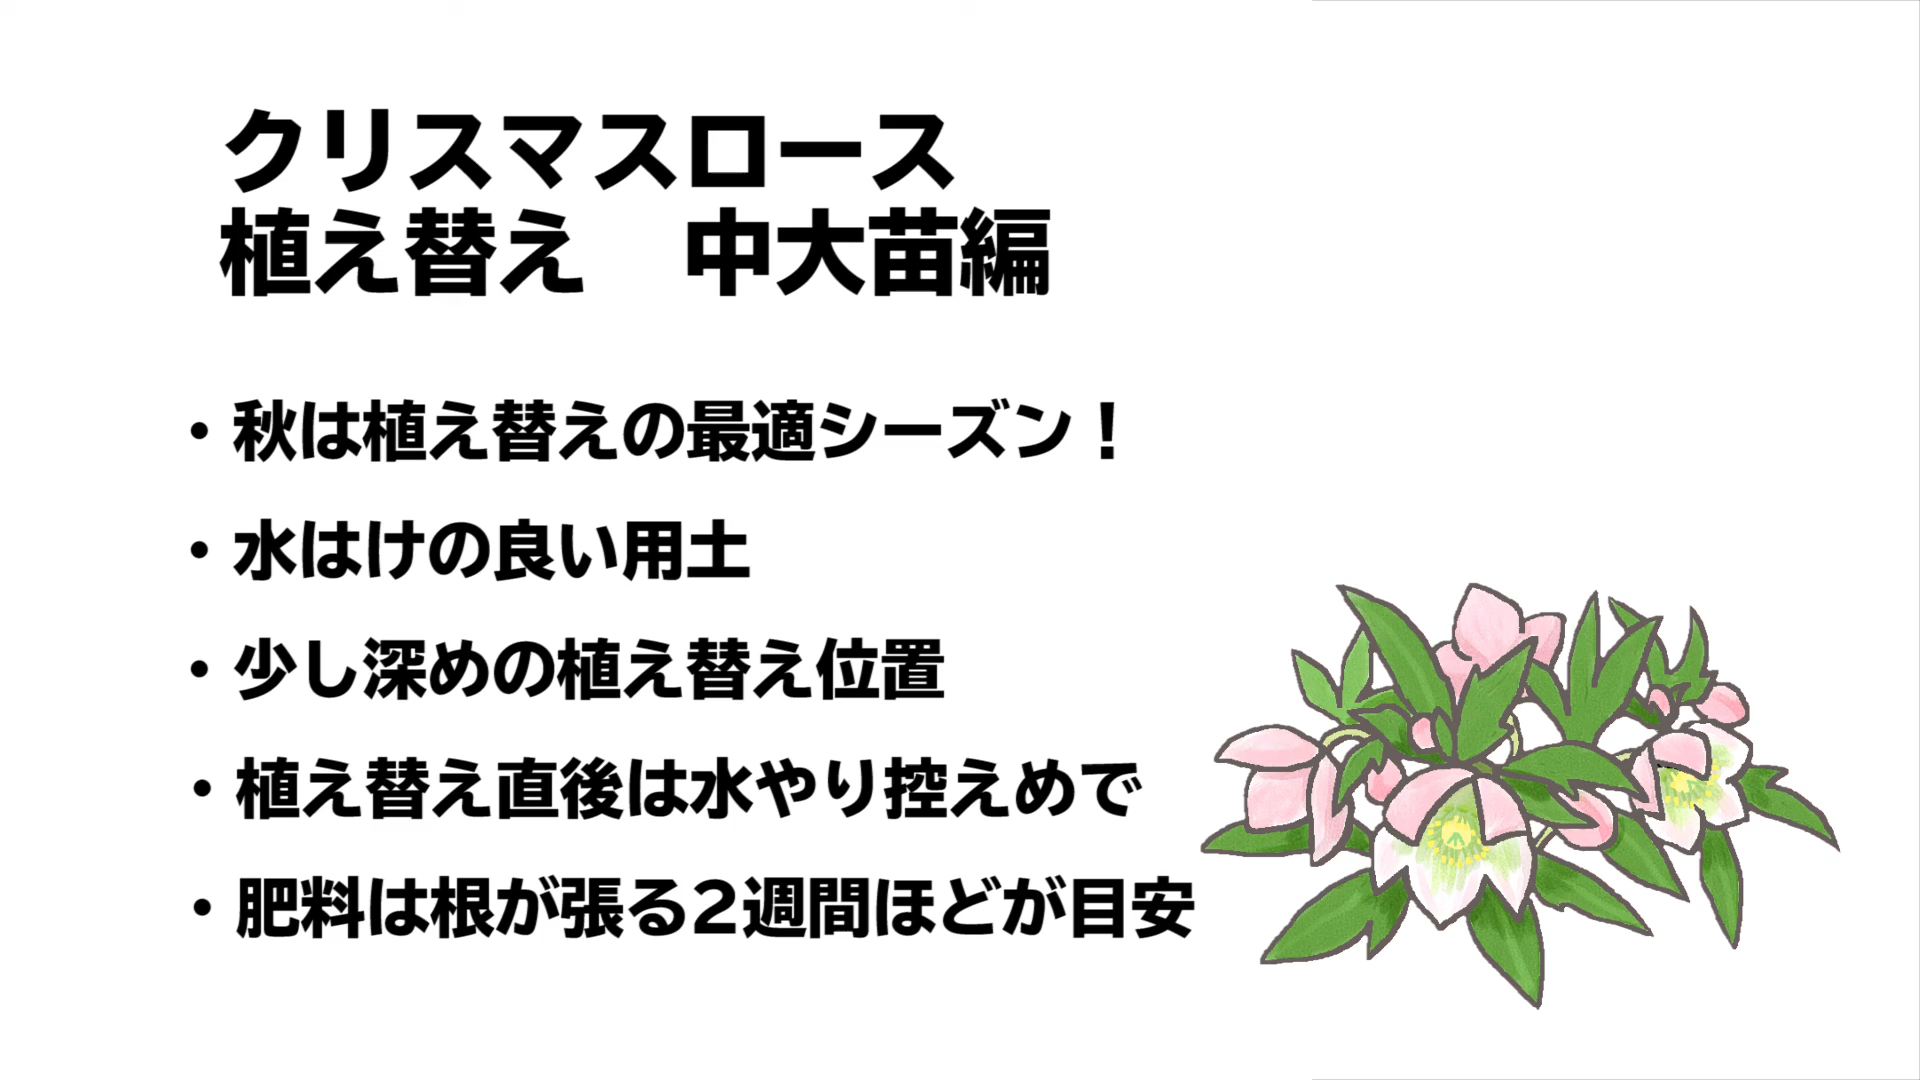 クリスマスロース
植え替え　中大苗編
・秋は植え替えの最適シーズン！
・水はけの良い用土
・少し深めの植え替え位置
・植え替え直後は水やり控えめで
・肥料は根が張る2週間ほどが目安